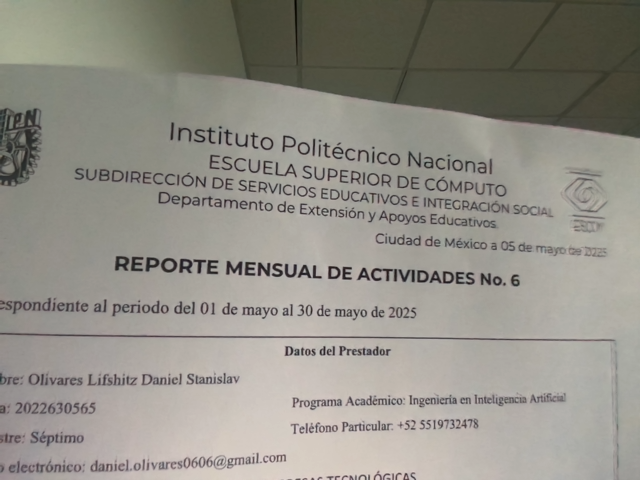 IPN
Instituto Politécnico Nacional
ESCUELA SUPERIOR DE CÓMPUTO
SUBDIRECCIÓN DE SERVICIOS EDUCATIVOS E INTEGRACIÓN SOCIAL
Departamento de Extensión y Apoyos Educativos
ESCOM
Ciudad de México a 05 de mayo de 2025
REPORTE MENSUAL DE ACTIVIDADES No. 6
espondiente al periodo del 01 de mayo al 30 de mayo de 2025
Datos del Prestador
bre: Olivares Lifshitz Daniel Stanislav
Programa Académico: Ingeniería en Inteligencia Artificial
a: 2022630565
Teléfono Particular: +52 5519732478
stre: Séptimo
o electrónico: daniel.olivares0606@gmail.com
TECNOLÓGICAS